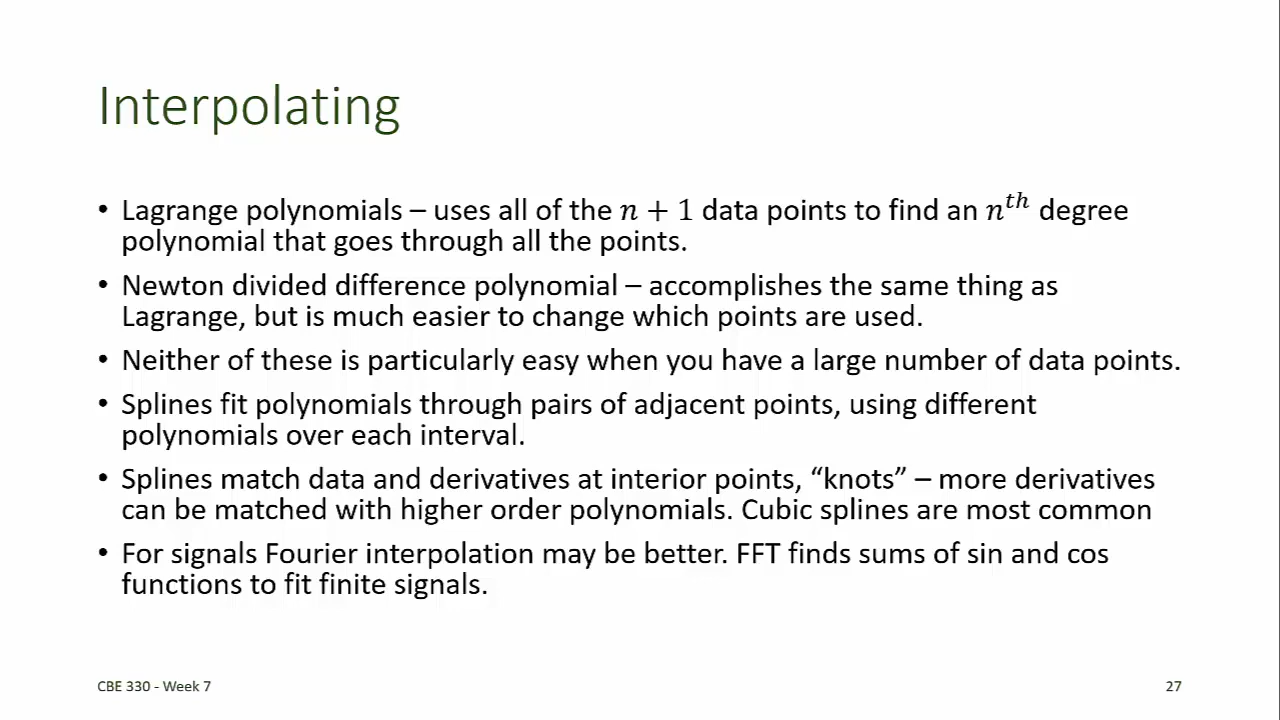 Interpolating
• Lagrange polynomials – uses all of the n + 1 data points to find an nᵗʰ degree
polynomial that goes through all the points.
• Newton divided difference polynomial – accomplishes the same thing as
Lagrange, but is much easier to change which points are used.
• Neither of these is particularly easy when you have a large number of data points.
• Splines fit polynomials through pairs of adjacent points, using different
polynomials over each interval.
• Splines match data and derivatives at interior points, “knots” – more derivatives
can be matched with higher order polynomials. Cubic splines are most common
• For signals Fourier interpolation may be better. FFT finds sums of sin and cos
functions to fit finite signals.
CBE 330 - Week 7
27